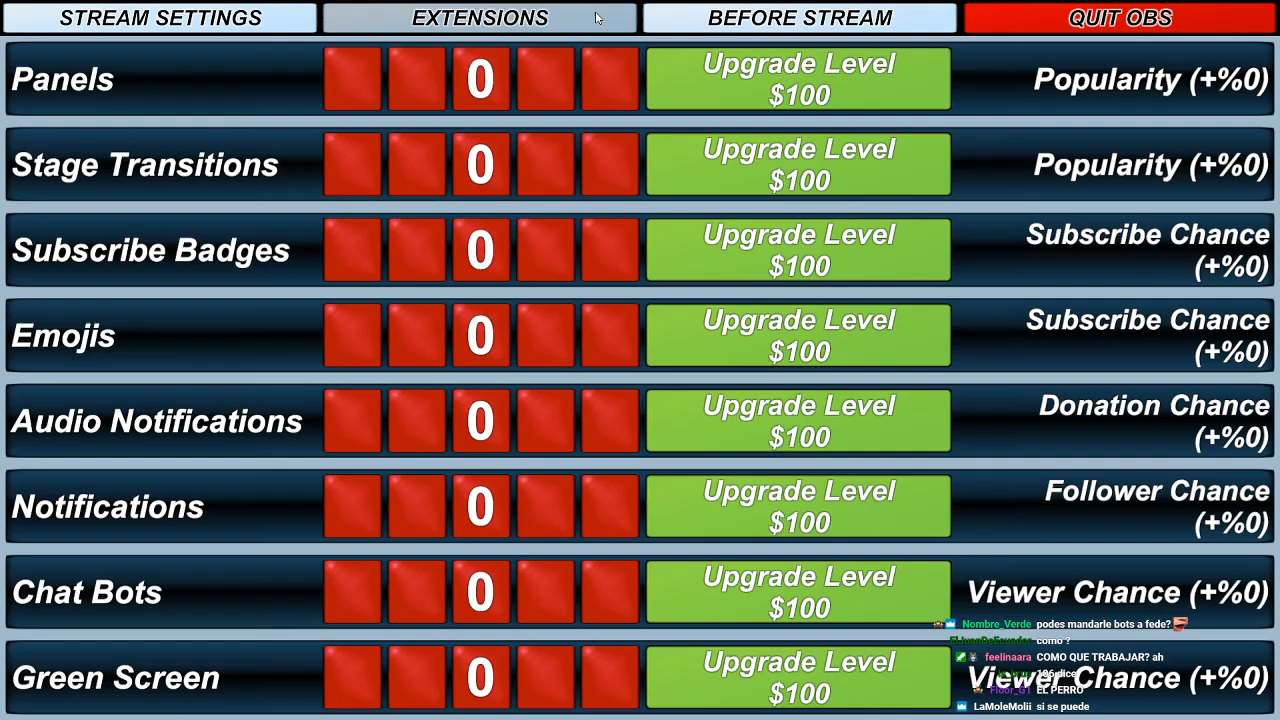 STREAM SETTINGS
EXTENSIONS
BEFORE STREAM
QUIT OBS
Panels
0
Upgrade Level
$100
Popularity (+%0)
Stage Transitions
0
Upgrade Level
$100
Popularity (+%0)
Subscribe Badges
0
Upgrade Level
$100
Subscribe Chance
(+%0)
Emojis
0
Upgrade Level
$100
Subscribe Chance
(+%0)
Audio Notifications
0
Upgrade Level
$100
Donation Chance
(+%0)
Notifications
0
Upgrade Level
$100
Follower Chance
(+%0)
Chat Bots
0
Upgrade Level
$100
Viewer Chance (+%0)
Green Screen
0
Upgrade Level
$100
Viewer Chance (+%0)
Nombre_Verde podes mandarle bots a fede?
ElJuanDeEcuador como ?
feelinaara COMO QUE TRABAJAR? ah
Floor_GT EL PERRO
LaMoleMolii si se puede